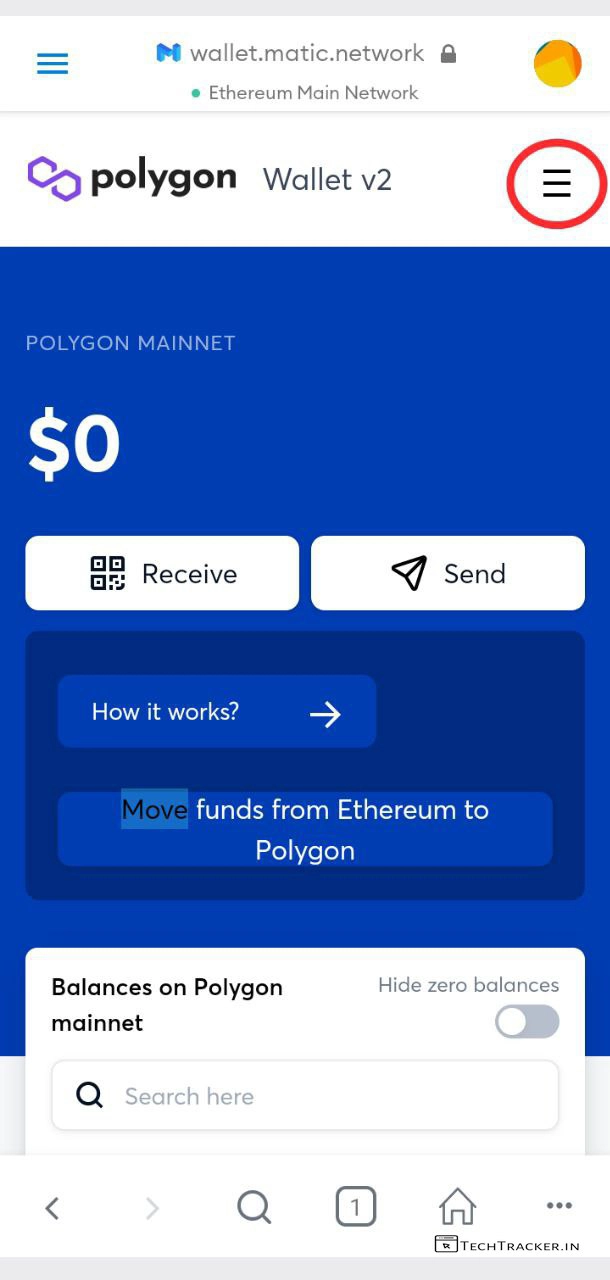 wallet.matic.network
Ethereum Main Network
polygon Wallet v2
POLYGON MAINNET
$0
Receive
Send
How it works?
Move funds from Ethereum to
Polygon
Balances on Polygon
mainnet
Hide zero balances
Search here
1
TECHTRACKER.IN